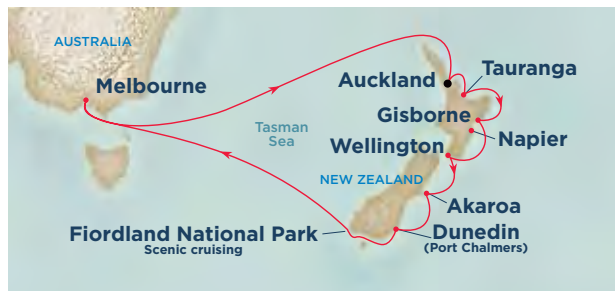 AUSTRALIA
Melbourne
Auckland
Tauranga
Gisborne
Napier
Tasman
Sea
Wellington
NEW ZEALAND
Akaroa
Fiordland National Park
Scenic cruising
Dunedin
(Port Chalmers)